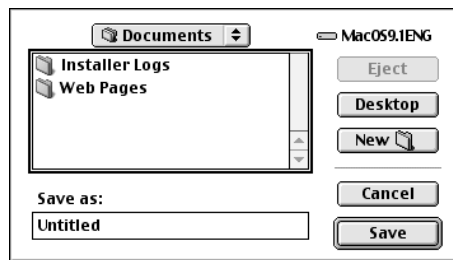 Documents
MacOS9.1ENG
Installer Logs
Web Pages
Eject
Desktop
New
Save as:
Untitled
Cancel
Save